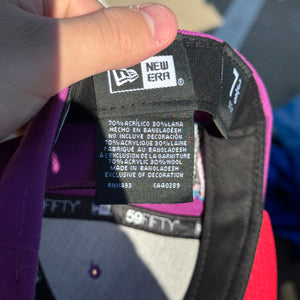 NEW
ERA
70% ACRÍLICO 30% LANA
HECHO EN BANGLADESH
NO INCLUYE DECORADO
70% ACRYLIQUE 30% LAINE
FABRIQUÉ AU BANGLADESH
À L'EXCLUSION DE LA GARNITURE
70% ACRYLIC 30% WOOL
MADE IN BANGLADESH
EXCLUSIVE OF DECORATION
RN11493 CA40289
59FIFTY